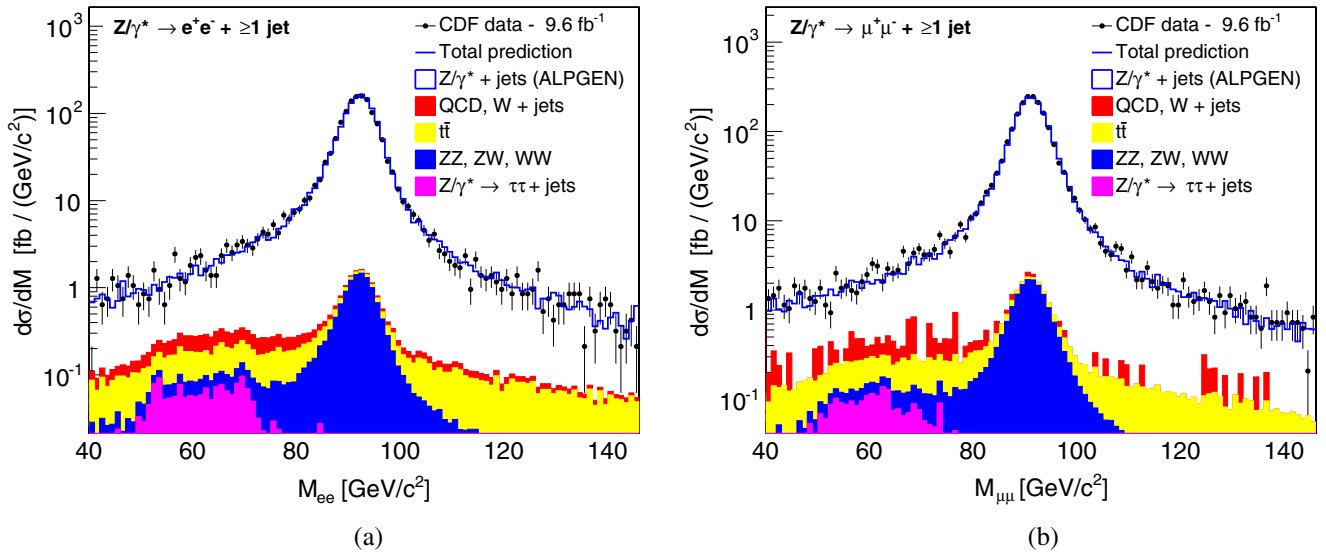 Z/γ* → e⁺e⁻ + ≥1 jet
CDF data - 9.6 fb⁻¹
Total prediction
Z/γ* + jets (ALPGEN)
QCD, W + jets
tt̄
ZZ, ZW, WW
Z/γ* → ττ + jets
dσ/dM [fb / (GeV/c²)]
10³
10²
10
1
10⁻¹
40 60 80 100 120 140
M_ee [GeV/c²]
(a)
Z/γ* → μ⁺μ⁻ + ≥1 jet
CDF data - 9.6 fb⁻¹
Total prediction
Z/γ* + jets (ALPGEN)
QCD, W + jets
tt̄
ZZ, ZW, WW
Z/γ* → ττ + jets
dσ/dM [fb / (GeV/c²)]
10³
10²
10
1
10⁻¹
40 60 80 100 120 140
M_μμ [GeV/c²]
(b)